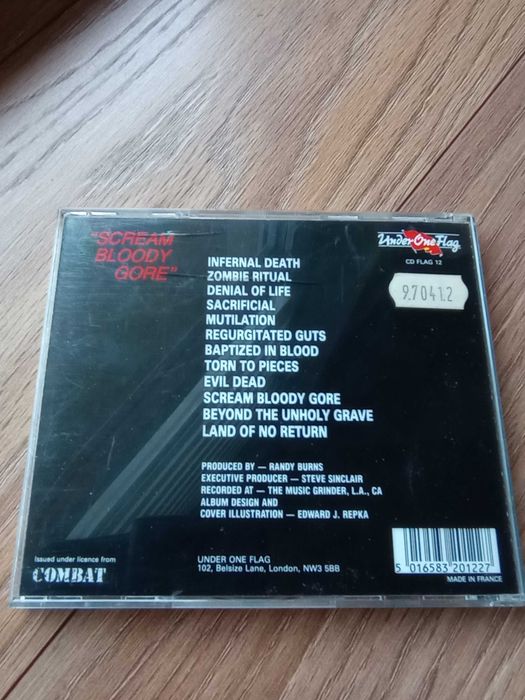 "SCREAM
BLOODY
GORE"
Under One Flag
CD FLAG 12
97041.2
INFERNAL DEATH
ZOMBIE RITUAL
DENIAL OF LIFE
SACRIFICIAL
MUTILATION
REGURGITATED GUTS
BAPTIZED IN BLOOD
TORN TO PIECES
EVIL DEAD
SCREAM BLOODY GORE
BEYOND THE UNHOLY GRAVE
LAND OF NO RETURN
PRODUCED BY — RANDY BURNS
EXECUTIVE PRODUCER — STEVE SINCLAIR
RECORDED AT — THE MUSIC GRINDER, L.A., CA
ALBUM DESIGN AND
COVER ILLUSTRATION — EDWARD J. REPKA
Issued under licence from
COMBAT
UNDER ONE FLAG
102, Belsize Lane, London, NW3 5BB
5 016583 201227
MADE IN FRANCE